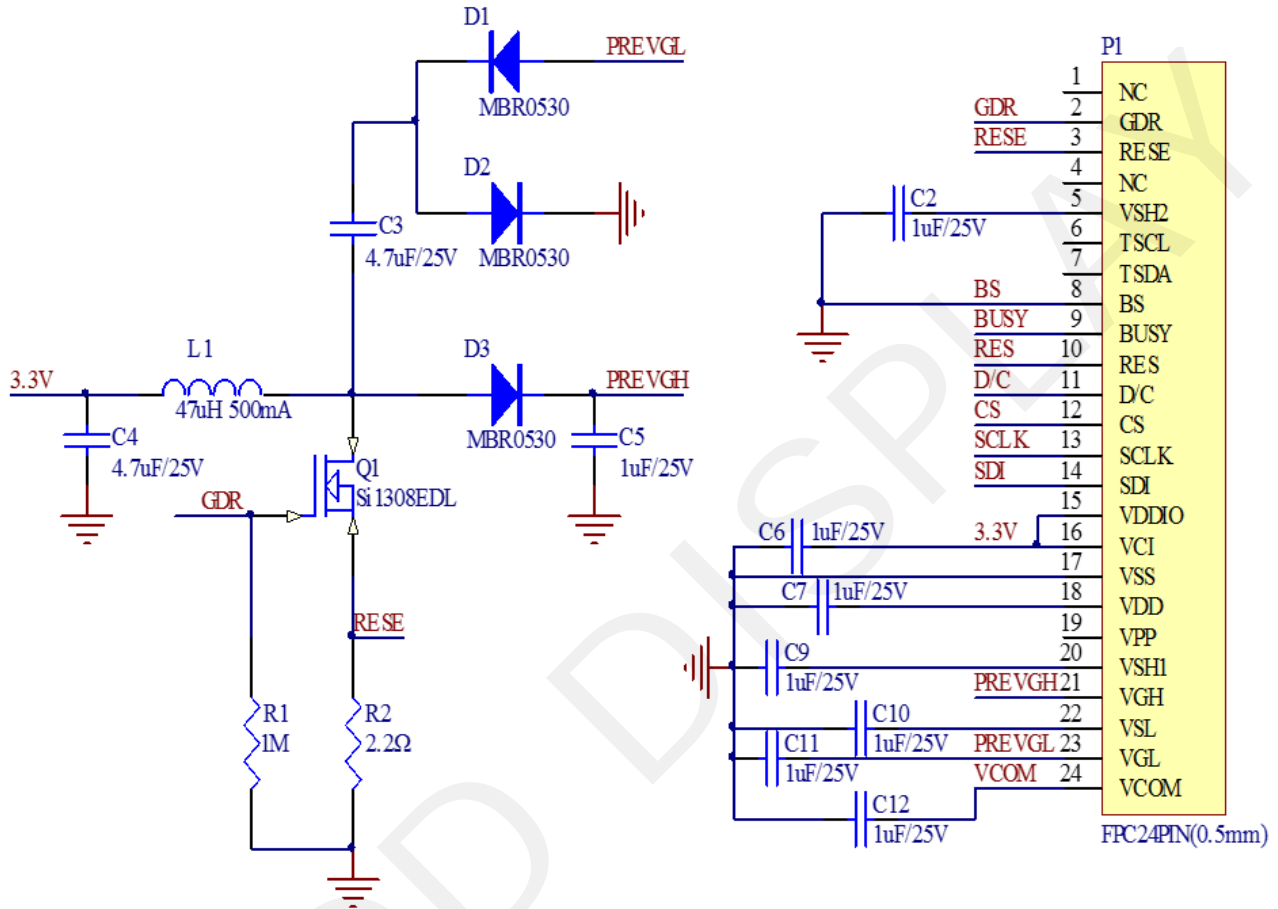 D1
PREVGL
MBR0530
D2
MBR0530
C3
4.7uF/25V
L1
3.3V
47uH 500mA
D3
PREVGH
MBR0530
C4
4.7uF/25V
C5
1uF/25V
Q1
Si1308EDL
GDR
RESE
R1
1M
R2
2.2Ω
P1
1 NC
GDR 2 GDR
RESE 3 RESE
4 NC
C2
1uF/25V
5 VSH2
6 TSCL
7 TSDA
BS 8 BS
BUSY 9 BUSY
RES 10 RES
D/C 11 D/C
CS 12 CS
SCLK 13 SCLK
SDI 14 SDI
15 VDDIO
C6 1uF/25V
3.3V 16 VCI
17 VSS
C7 1uF/25V
18 VDD
19 VPP
C9
1uF/25V
20 VSH1
PREVGH 21 VGH
C10
1uF/25V
22 VSL
C11
1uF/25V
PREVGL 23 VGL
VCOM 24 VCOM
C12
1uF/25V
FPC24PIN(0.5mm)
D DISPLAY